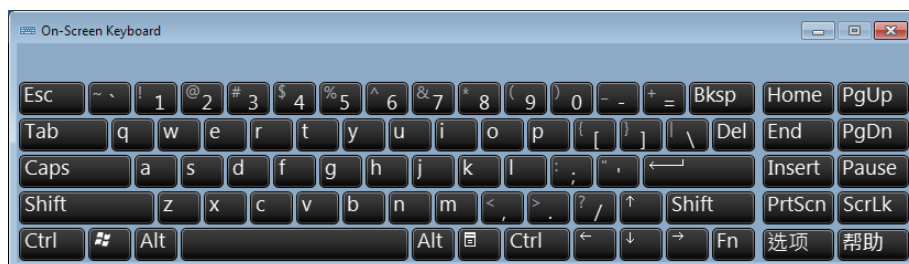 On-Screen Keyboard
Esc ~ ` ! 1 @ 2 # 3 $ 4 % 5 ^ 6 & 7 * 8 ( 9 ) 0 _ - + = Bksp Home PgUp
Tab q w e r t y u i o p { [ } ] | \ Del End PgDn
Caps a s d f g h j k l : ; " ' Insert Pause
Shift z x c v b n m < , > . ? / ↑ Shift PrtScn ScrLk
Ctrl Alt Alt Ctrl ← ↓ → Fn 选项 帮助